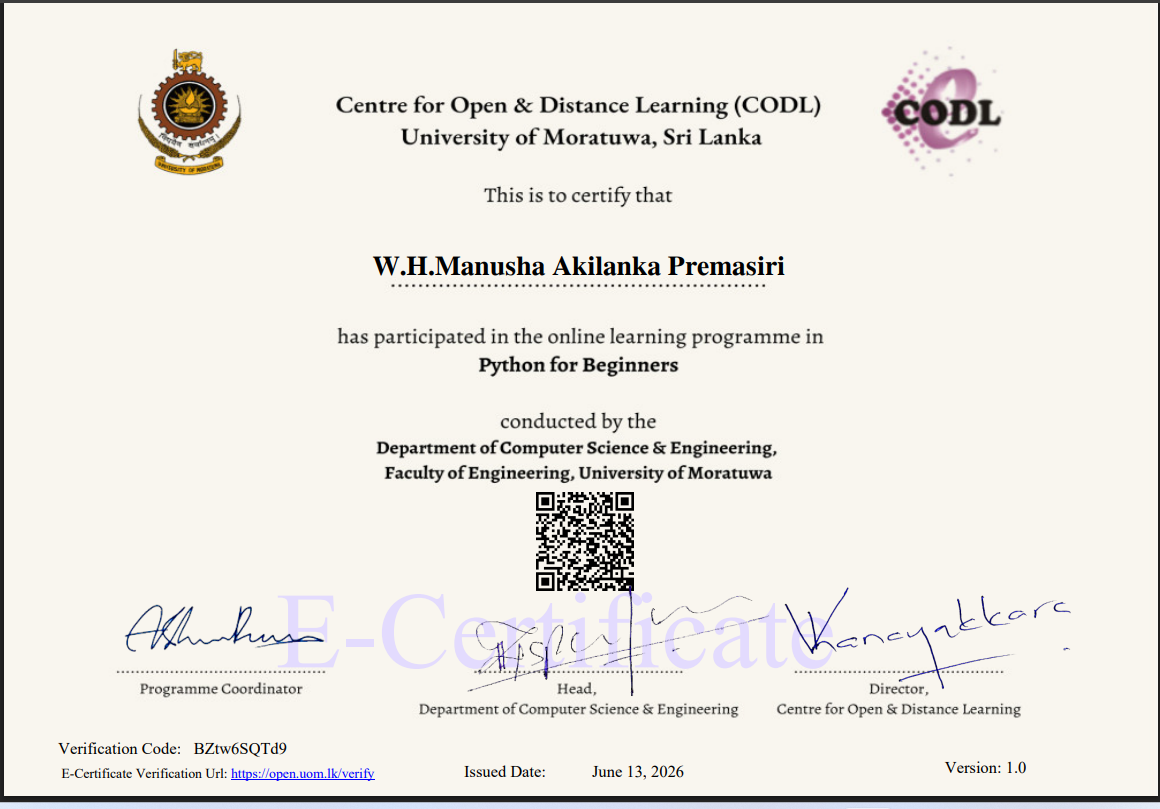 Centre for Open & Distance Learning (CODL)
University of Moratuwa, Sri Lanka
CODL
UNIVERSITY OF MORATUWA
This is to certify that
W.H.Manusha Akilanka Premasiri
has participated in the online learning programme in
Python for Beginners
conducted by the
Department of Computer Science & Engineering,
Faculty of Engineering, University of Moratuwa
E-Certificate
Programme Coordinator
Head,
Department of Computer Science & Engineering
Director,
Centre for Open & Distance Learning
Verification Code: BZtw6SQTd9
E-Certificate Verification Url: https://open.uom.lk/verify
Issued Date: June 13, 2026
Version: 1.0